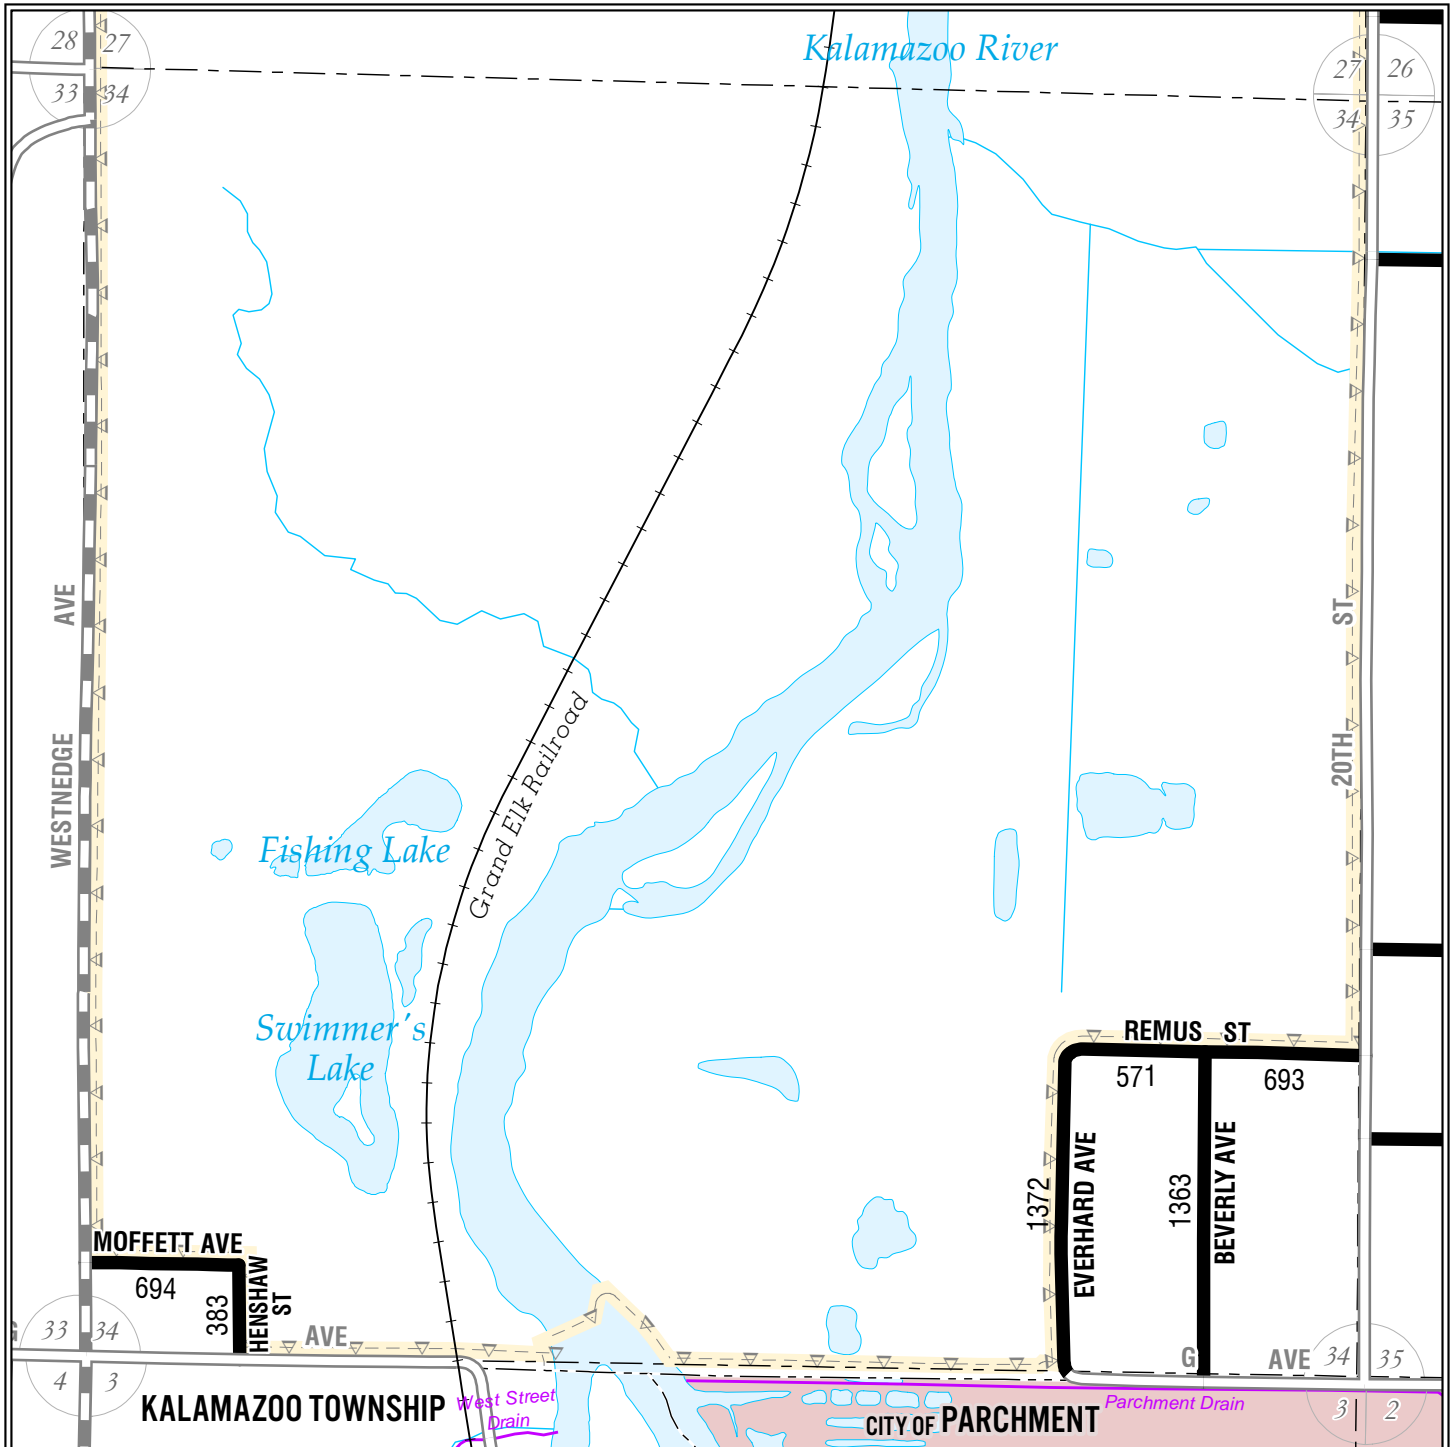 28 27
33 34
Kalamazoo River
27 26
34 35
AVE
WESTNEDGE
ST
20TH
Grand Elk Railroad
Fishing Lake
Swimmer's
Lake
REMUS ST
571
693
1372
EVERHARD AVE
1363
BEVERLY AVE
MOFFETT AVE
694
383
HENSHAW
ST
33 34
4 3
AVE
G
AVE
34 35
3 2
KALAMAZOO TOWNSHIP
West Street
Drain
CITY OF PARCHMENT
Parchment Drain